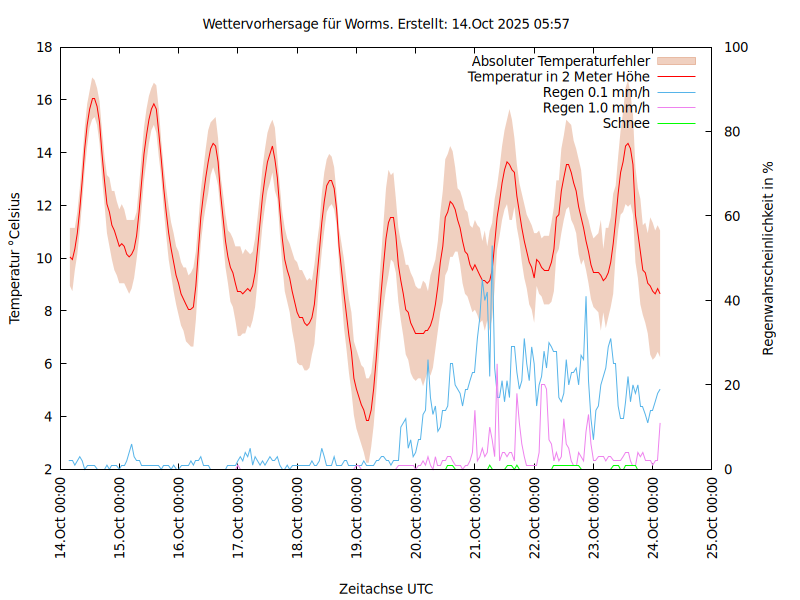 Wettervorhersage für Worms. Erstellt: 14.Oct 2025 05:57
Absoluter Temperaturfehler
Temperatur in 2 Meter Höhe
Regen 0.1 mm/h
Regen 1.0 mm/h
Schnee
Temperatur °Celsius
18
16
14
12
10
8
6
4
2
100
80
60
40
20
0
Regenwahrscheinlichkeit in %
14.Oct 00:00
15.Oct 00:00
16.Oct 00:00
17.Oct 00:00
18.Oct 00:00
19.Oct 00:00
20.Oct 00:00
21.Oct 00:00
22.Oct 00:00
23.Oct 00:00
24.Oct 00:00
25.Oct 00:00
Zeitachse UTC